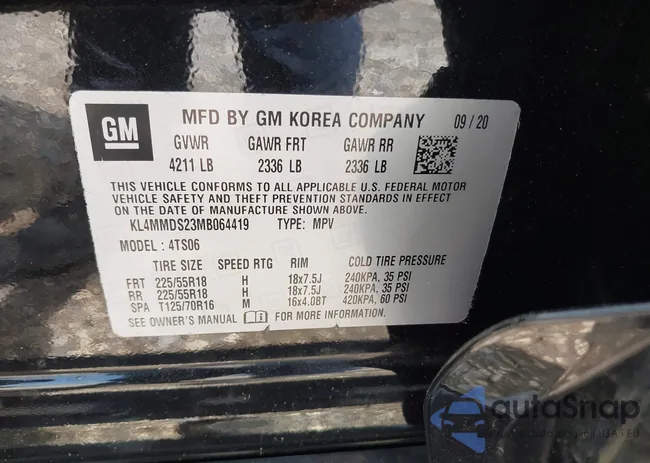 GM
MFD BY GM KOREA COMPANY 09/20
GVWR GAWR FRT GAWR RR
4211 LB 2336 LB 2336 LB
THIS VEHICLE CONFORMS TO ALL APPLICABLE U.S. FEDERAL MOTOR
VEHICLE SAFETY AND THEFT PREVENTION STANDARDS IN EFFECT ON
THE DATE OF MANUFACTURE SHOWN ABOVE.
KL4MMDS23MB064419 TYPE: MPV
MODEL: 4TS06
TIRE SIZE SPEED RTG RIM COLD TIRE PRESSURE
FRT 225/55R18 H 18x7.5J 240KPA, 35 PSI
RR 225/55R18 H 18x7.5J 240KPA, 35 PSI
SPA T125/70R16 M 16x4.0BT 420KPA, 60 PSI
SEE OWNER'S MANUAL FOR MORE INFORMATION.
autoSnap